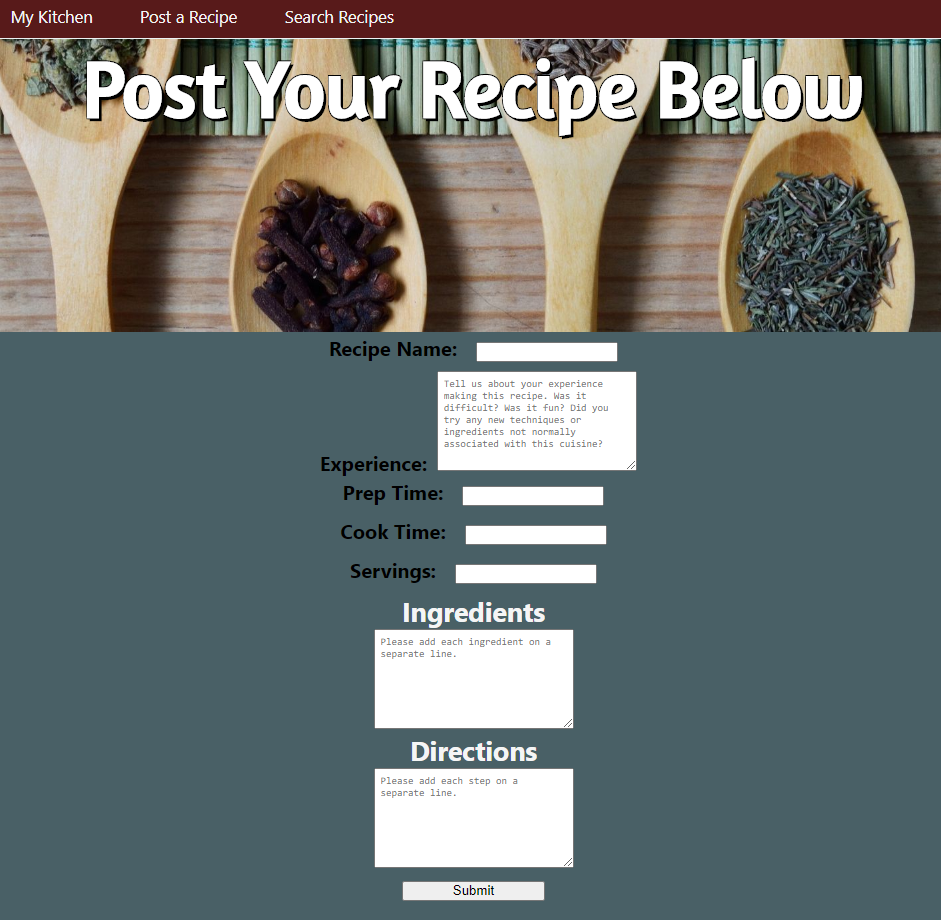 My Kitchen Post a Recipe Search Recipes
Post Your Recipe Below
Recipe Name:
Tell us about your experience
making this recipe. Was it
difficult? Was it fun? Did you
try any new techniques or
ingredients not normally
associated with this cuisine?
Experience:
Prep Time:
Cook Time:
Servings:
Ingredients
Please add each ingredient on a
separate line.
Directions
Please add each step on a
separate line.
Submit